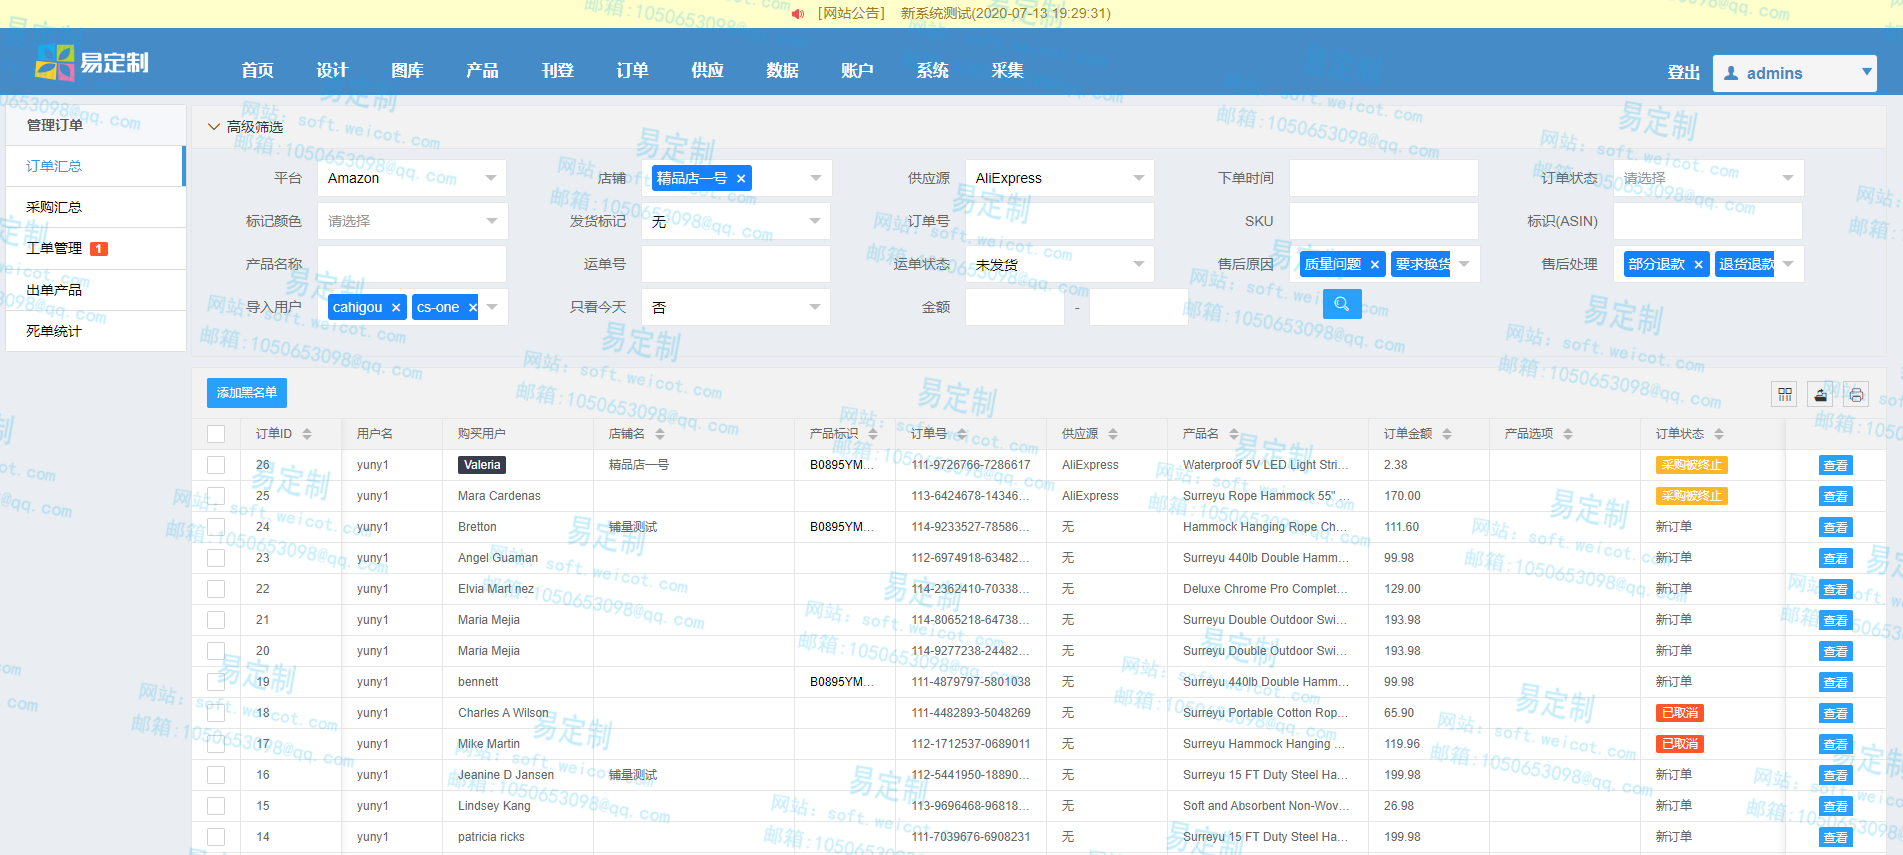 [网站公告] 新系统测试(2020-07-13 19:29:31)
易定制 首页 设计 图库 产品 刊登 订单 供应 数据 账户 系统 采集 登出 admins
管理订单
订单汇总
采购汇总
工单管理 1
出单产品
死单统计
高级筛选
平台 Amazon 店铺 精品店一号 × 供应源 AliExpress 下单时间 订单状态 请选择
标记颜色 请选择 发货标记 无 订单号 SKU 标识(ASIN)
产品名称 运单号 运单状态 未发货 售后原因 质量问题 × 要求换货 售后处理 部分退款 × 退货退款
导入用户 cahigou × cs-one × 只看今天 否 金额 -
添加黑名单
订单ID 用户名 购买用户 店铺名 产品标识 订单号 供应源 产品名 订单金额 产品选项 订单状态
26 yuny1 Valeria 精品店一号 B0895YM... 111-9726766-7286617 AliExpress Waterproof 5V LED Light Stri... 2.38 采购被终止 查看
25 yuny1 Mara Cardenas 113-6424678-14346... AliExpress Surreyu Rope Hammock 55" ... 170.00 采购被终止 查看
24 yuny1 Bretton 铺量测试 B0895YM... 114-9233527-78586... 无 Hammock Hanging Rope Ch... 111.60 新订单 查看
23 yuny1 Angel Guaman 112-6974918-63482... 无 Surreyu 440lb Double Hamm... 99.98 新订单 查看
22 yuny1 Elvia Mart nez 114-2362410-70338... 无 Deluxe Chrome Pro Complet... 129.00 新订单 查看
21 yuny1 Maria Mejia 114-8065218-64738... 无 Surreyu Double Outdoor Swi... 193.98 新订单 查看
20 yuny1 Maria Mejia 114-9277238-24482... 无 Surreyu Double Outdoor Swi... 193.98 新订单 查看
19 yuny1 bennett B0895YM... 111-4879797-5801038 无 Surreyu 440lb Double Hamm... 99.98 新订单 查看
18 yuny1 Charles A Wilson 111-4482893-5048269 无 Surreyu Portable Cotton Rop... 65.90 已取消 查看
17 yuny1 Mike Martin 112-1712537-0689011 无 Surreyu Hammock Hanging ... 119.96 已取消 查看
16 yuny1 Jeanine D Jansen 铺量测试 112-5441950-18890... 无 Surreyu 15 FT Duty Steel Ha... 199.98 新订单 查看
15 yuny1 Lindsey Kang 113-9696468-96818... 无 Soft and Absorbent Non-Wov... 26.98 新订单 查看
14 yuny1 patricia ricks 111-7039676-6908231 无 Surreyu 15 FT Duty Steel Ha... 199.98 新订单 查看
易定制
网站: soft.weicot.com
邮箱:1050653098@qq.com